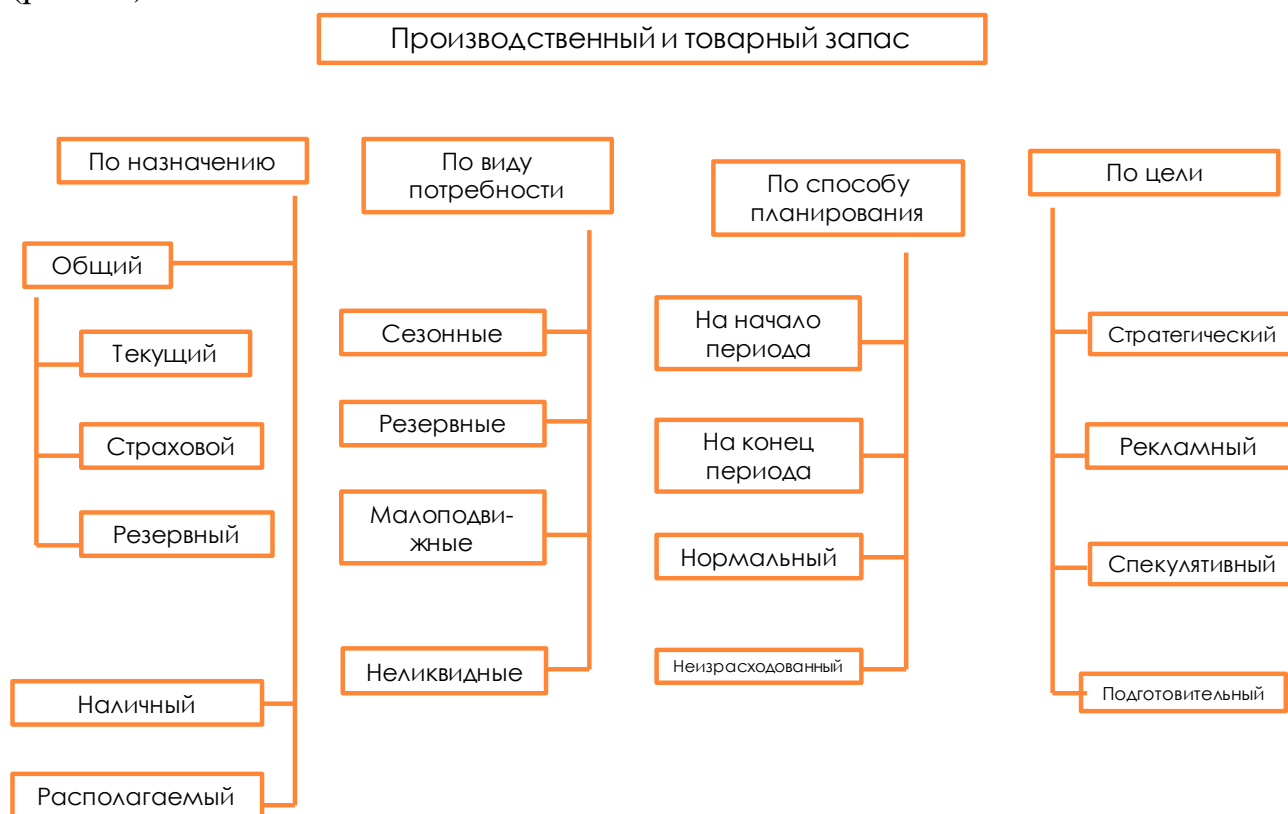 Производственный и товарный запас
По назначению
Общий
Текущий
Страховой
Резервный
Наличный
Располагаемый
По виду
потребности
Сезонные
Резервные
Малоподви-
жные
Неликвидные
По способу
планирования
На начало
периода
На конец
периода
Нормальный
Неизрасходованный
По цели
Стратегический
Рекламный
Спекулятивный
Подготовительный